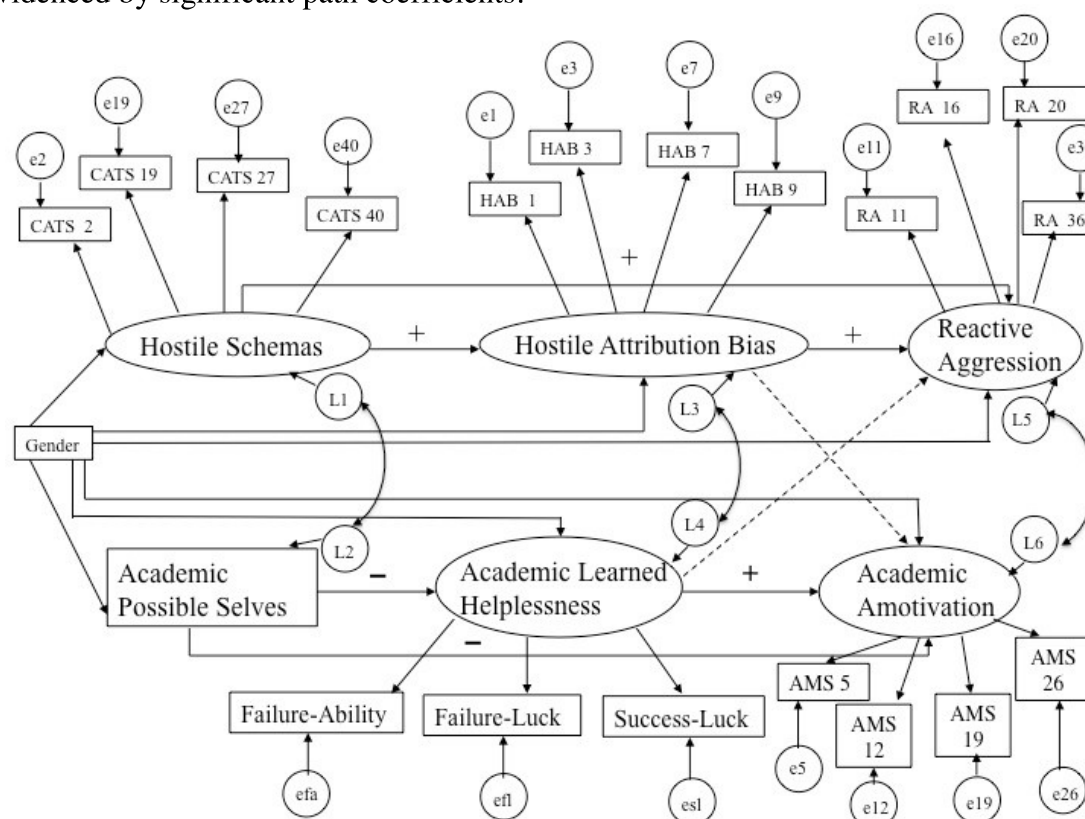 videnced by significant path coefficients.
e16
e20
e19
e3
e7
e27
e9
e1
e2
e40
e11
e3
RA 16
RA 20
CATS 19
HAB 3
HAB 7
CATS 27
HAB 9
HAB 1
CATS 2
CATS 40
RA 11
RA 36
+
+
+
Hostile Schemas
Hostile Attribution Bias
Reactive
Aggression
L1
L3
L5
Gender
L4
L2
L6
Academic
Possible Selves
−
Academic Learned
Helplessness
+
Academic
Amotivation
−
AMS 5
AMS
26
Failure-Ability
Failure-Luck
Success-Luck
AMS
12
AMS
19
e5
efa
efl
esl
e12
e19
e26